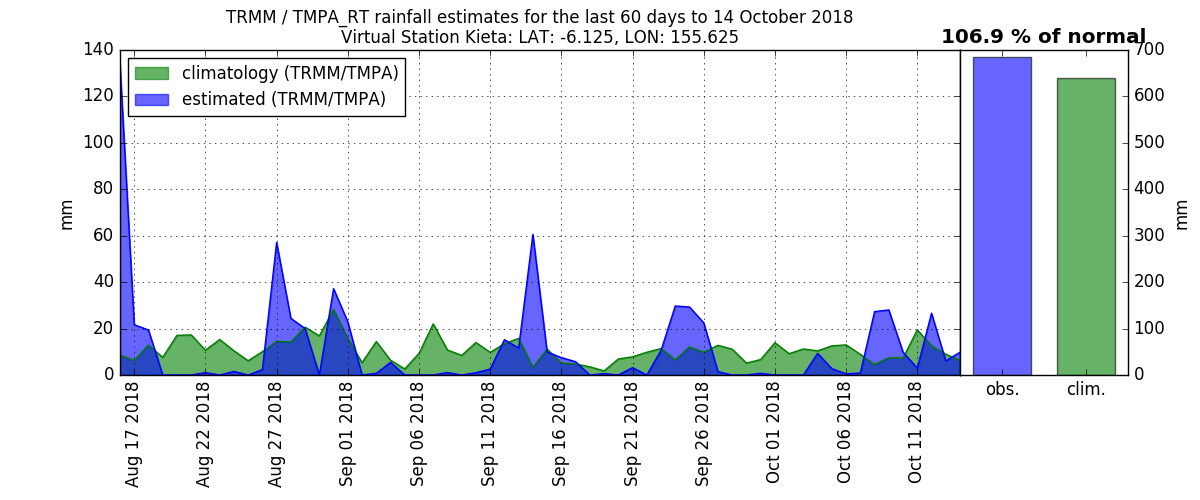 TRMM / TMPA_RT rainfall estimates for the last 60 days to 14 October 2018
Virtual Station Kieta: LAT: -6.125, LON: 155.625
106.9 % of normal
climatology (TRMM/TMPA)
estimated (TRMM/TMPA)
140
120
100
80
60
40
20
0
mm
Aug 17 2018
Aug 22 2018
Aug 27 2018
Sep 01 2018
Sep 06 2018
Sep 11 2018
Sep 16 2018
Sep 21 2018
Sep 26 2018
Oct 01 2018
Oct 06 2018
Oct 11 2018
obs.
clim.
700
600
500
400
300
200
100
0
mm